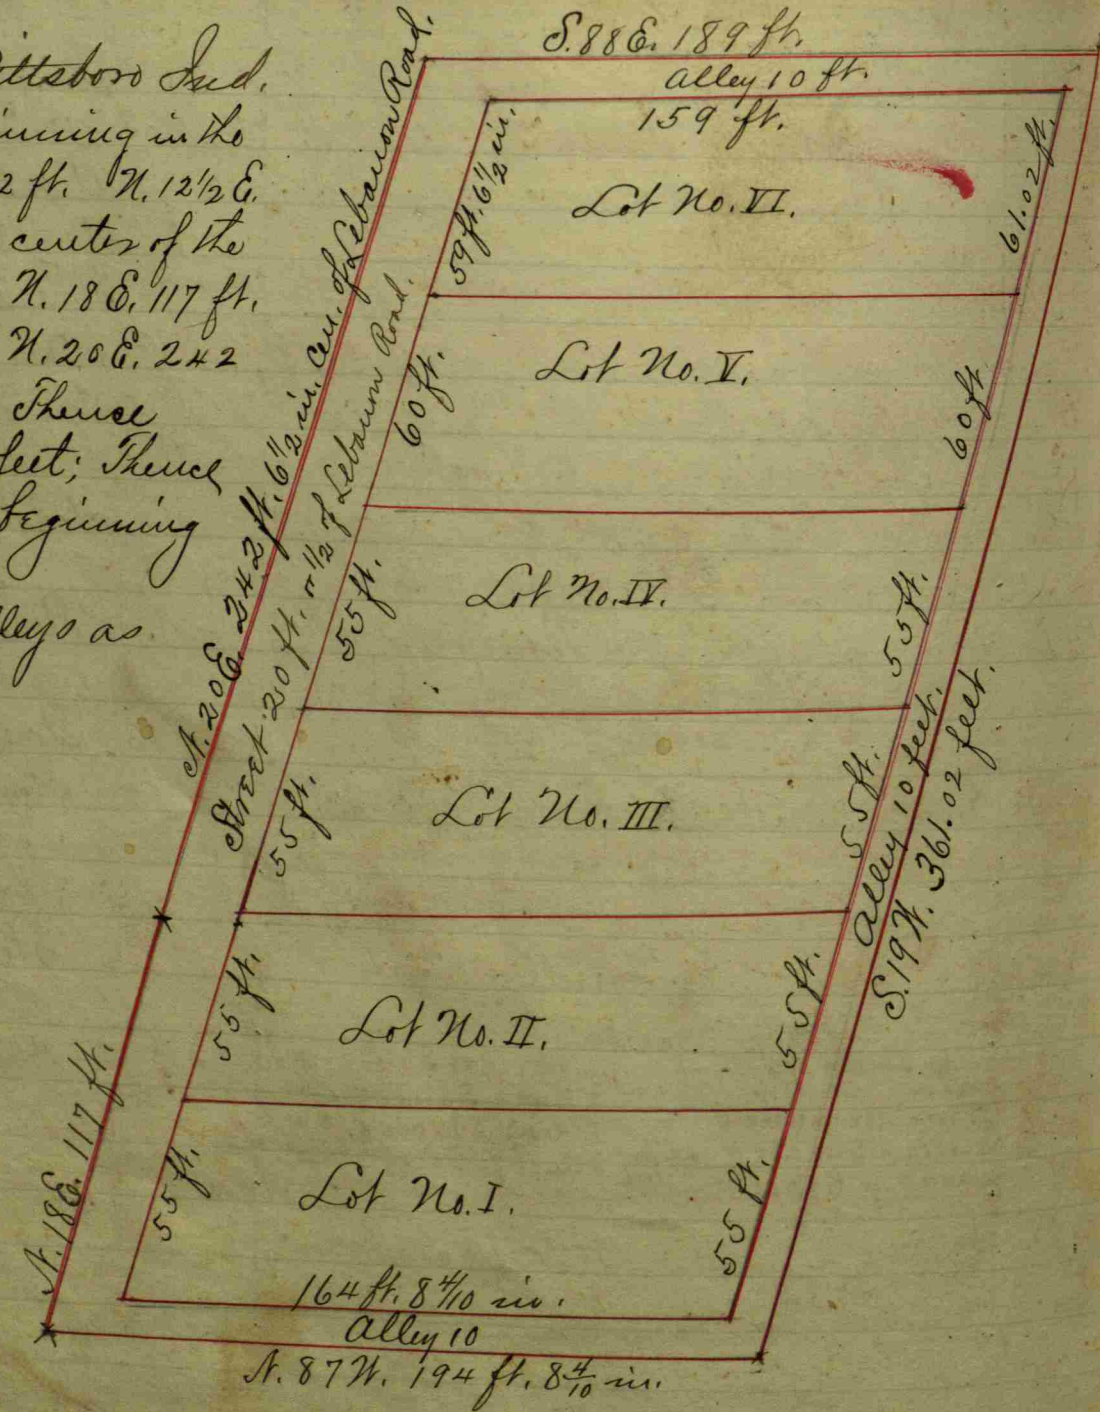 ittsboro Ind.
inning in the
2 ft. N. 12½ E.
center of the
N. 18 E. 117 ft.
N. 20 E. 242
Thence
feet; Thence
beginning
leys as
S. 88 E. 189 ft.
Alley 10 ft.
159 ft.
59 ft. 6½ in.
Lot No. VI.
61.02 ft.
60 ft.
Lot No. V.
60 ft
55 ft.
Lot No. IV.
55 ft.
55 ft.
Lot No. III.
55 ft.
55 ft.
Lot No. II.
55 ft.
55 ft.
Lot No. I.
55 ft.
164 ft. 8 4/10 in.
Alley 10
N. 87 W. 194 ft. 8 4/10 in.
N. 18 E. 117 ft.
N. 20 E. 242 ft. 6½ in. Cen. of Lebanon Road.
Street 20 ft. or ½ of Lebanon Road.
Alley 10 feet.
S. 19 W. 361.02 feet.